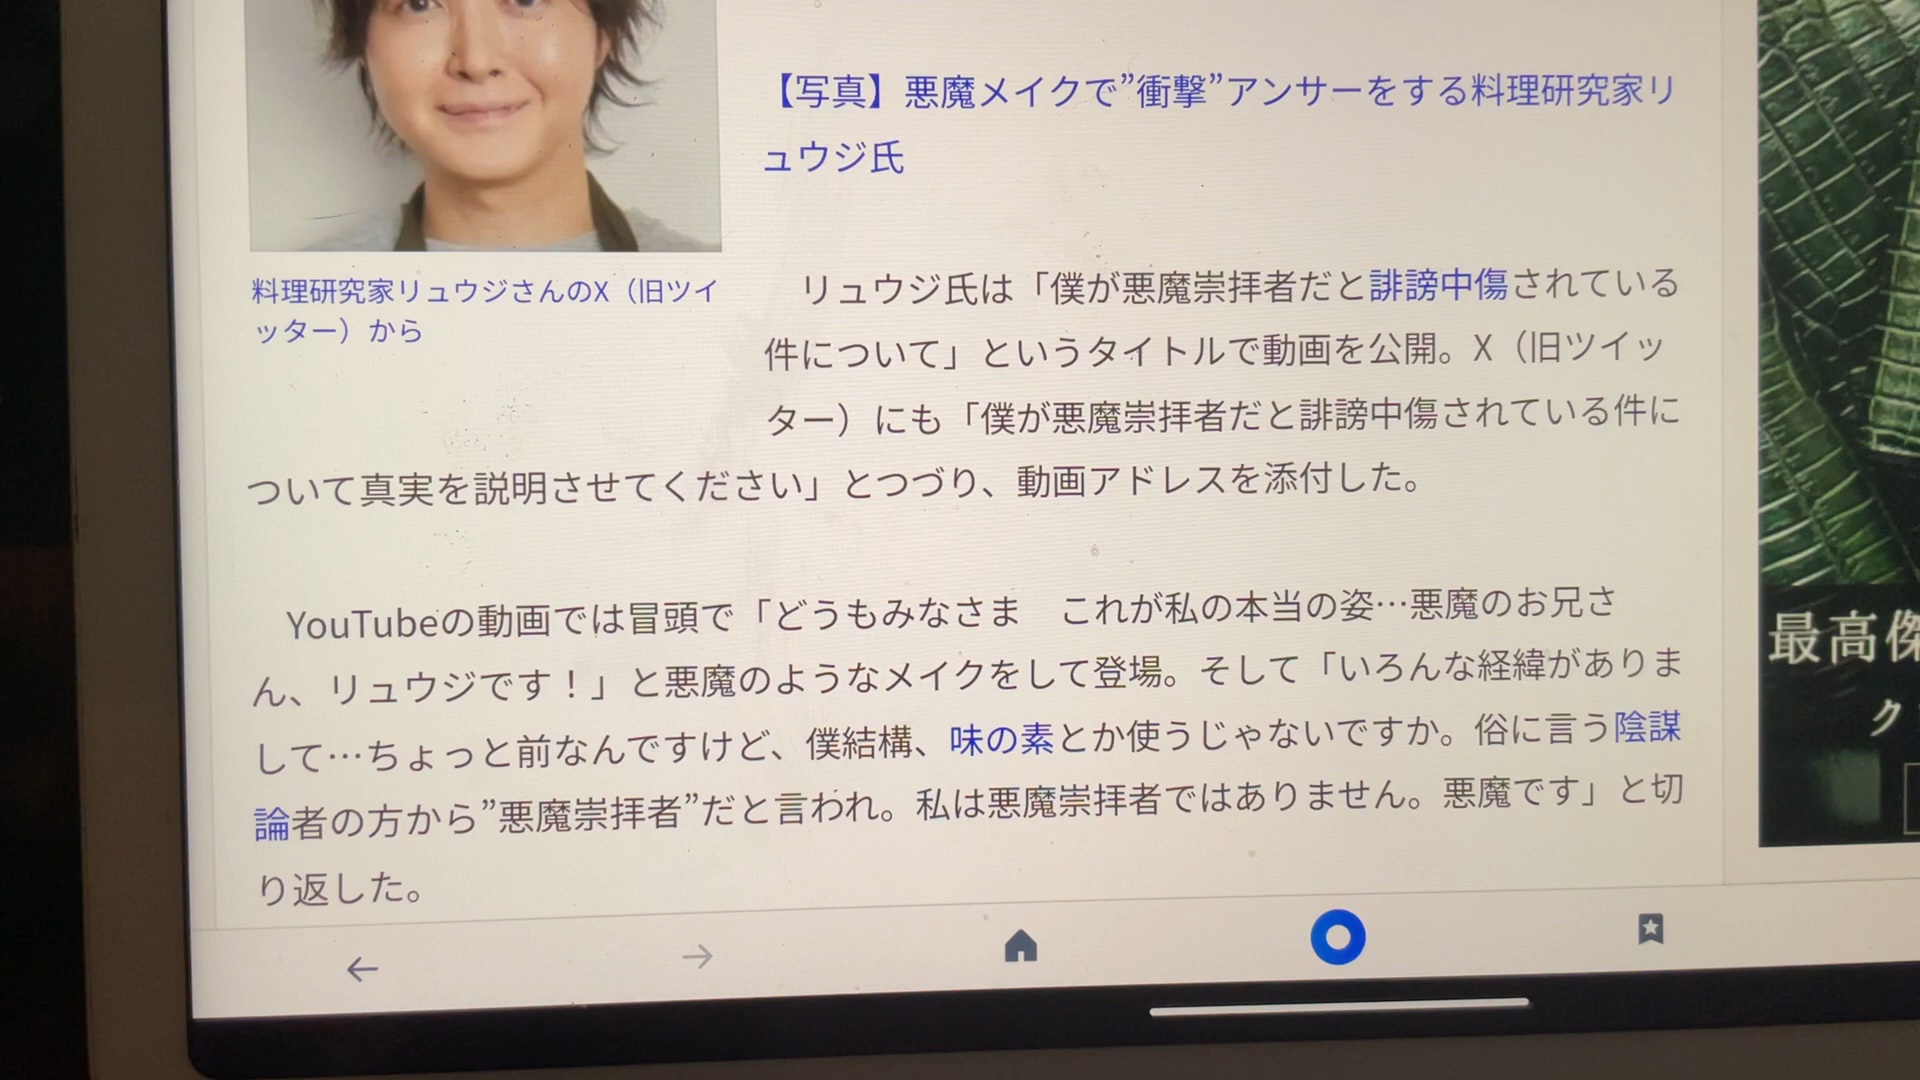 【写真】悪魔メイクで”衝撃”アンサーをする料理研究家リ
ュウジ氏
料理研究家リュウジさんのX（旧ツイ
ッター）から
リュウジ氏は「僕が悪魔崇拝者だと誹謗中傷されている
件について」というタイトルで動画を公開。X（旧ツイッ
ター）にも「僕が悪魔崇拝者だと誹謗中傷されている件に
ついて真実を説明させてください」とつづり、動画アドレスを添付した。
YouTubeの動画では冒頭で「どうもみなさま　これが私の本当の姿…悪魔のお兄さ
ん、リュウジです！」と悪魔のようなメイクをして登場。そして「いろんな経緯がありま
して…ちょっと前なんですけど、僕結構、味の素とか使うじゃないですか。俗に言う陰謀
論者の方から”悪魔崇拝者”だと言われ。私は悪魔崇拝者ではありません。悪魔です」と切
り返した。
最高傑
ク